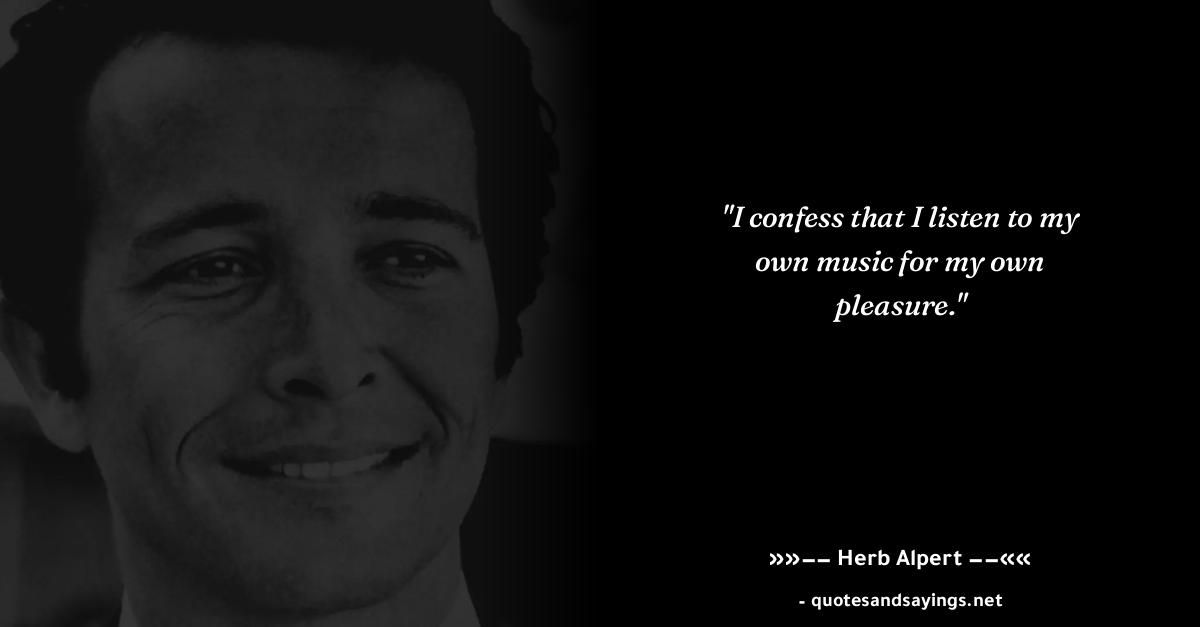 "I confess that I listen to my
own music for my own
pleasure."
»»—— Herb Alpert ——««
- quotesandsayings.net